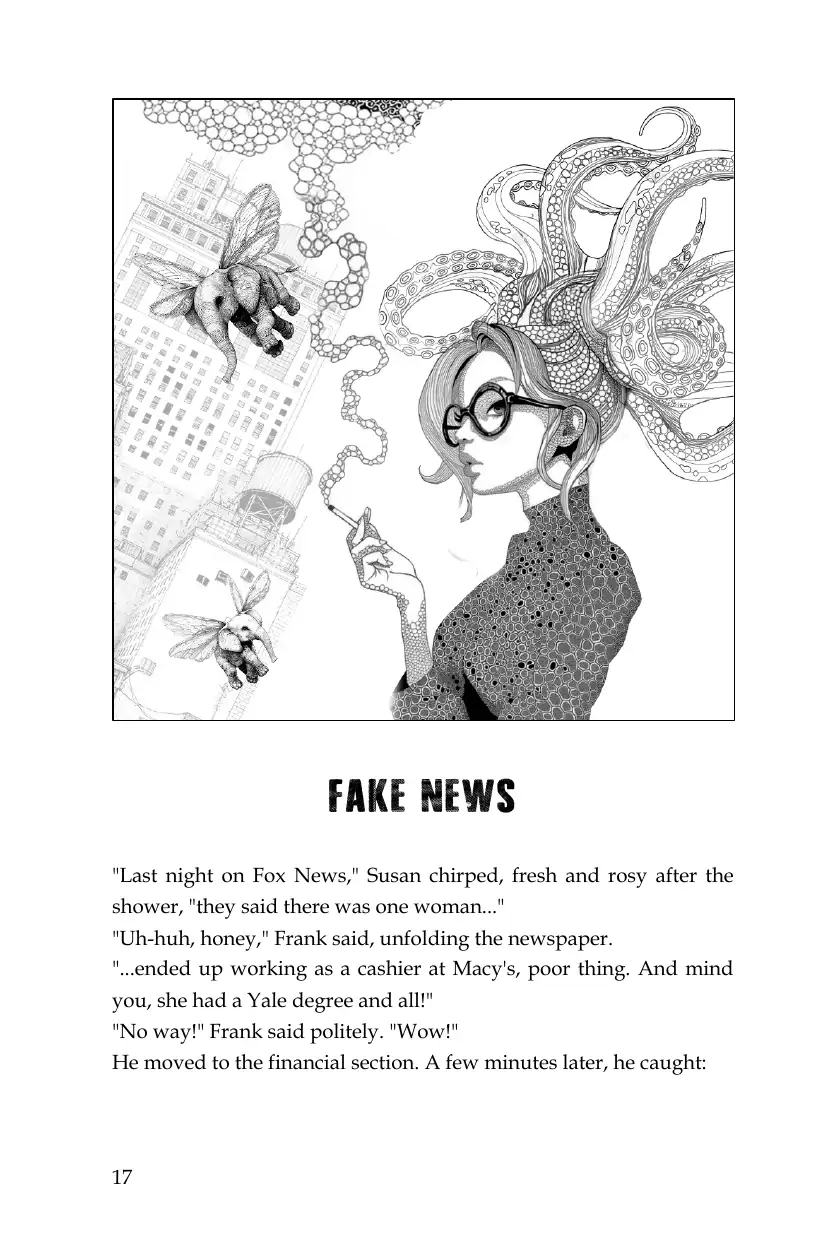 FAKE NEWS
"Last night on Fox News," Susan chirped, fresh and rosy after the
shower, "they said there was one woman..."
"Uh-huh, honey," Frank said, unfolding the newspaper.
"...ended up working as a cashier at Macy's, poor thing. And mind
you, she had a Yale degree and all!"
"No way!" Frank said politely. "Wow!"
He moved to the financial section. A few minutes later, he caught:
17